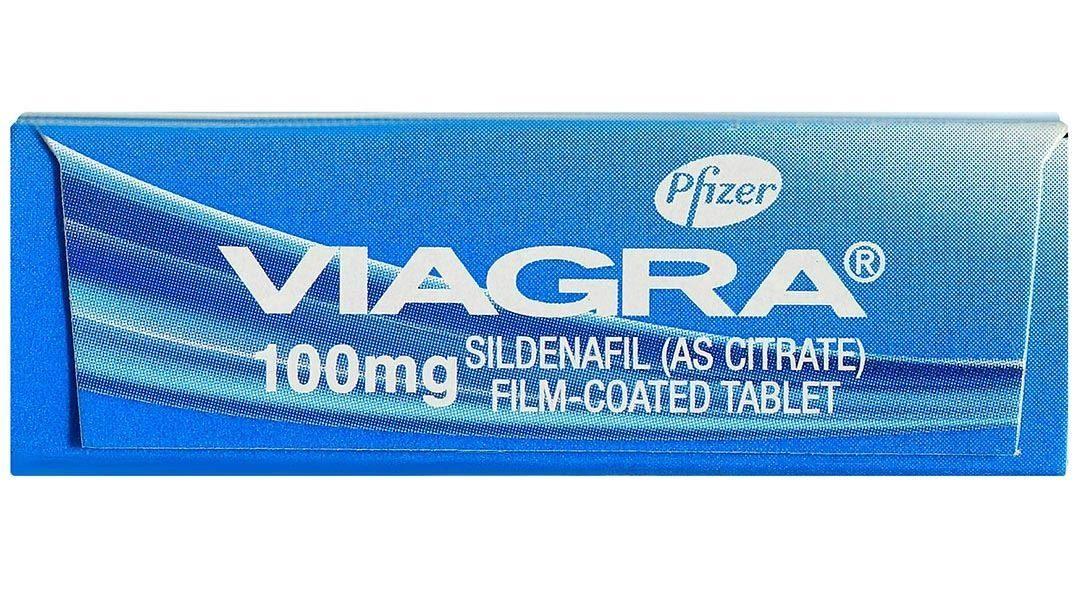 Pfizer
VIAGRA®
100mg SILDENAFIL (AS CITRATE)
FILM-COATED TABLET